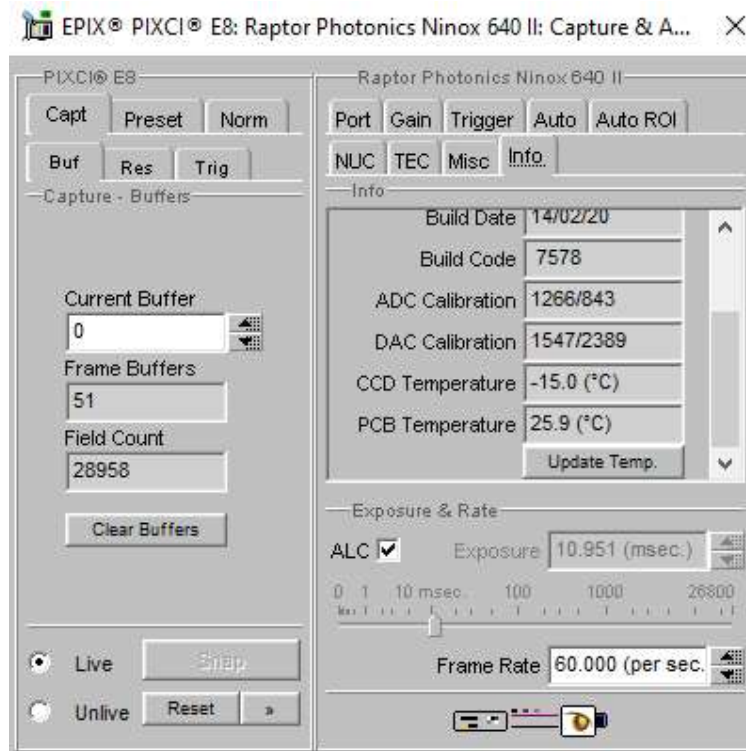 EPIX® PIXCI® E8: Raptor Photonics Ninox 640 II: Capture & A...
PIXCI® E8
Capt Preset Norm
Buf Res Trig
Capture - Buffers
Current Buffer
0
Frame Buffers
51
Field Count
28958
Clear Buffers
Live Snap
Unlive Reset »
Raptor Photonics Ninox 640 II
Port Gain Trigger Auto Auto ROI
NUC TEC Misc Info
Info
Build Date 14/02/20
Build Code 7578
ADC Calibration 1266/843
DAC Calibration 1547/2389
CCD Temperature -15.0 (°C)
PCB Temperature 25.9 (°C)
Update Temp.
Exposure & Rate
ALC Exposure 10.951 (msec.)
0 1 10 msec. 100 1000 26800
Frame Rate 60.000 (per sec.